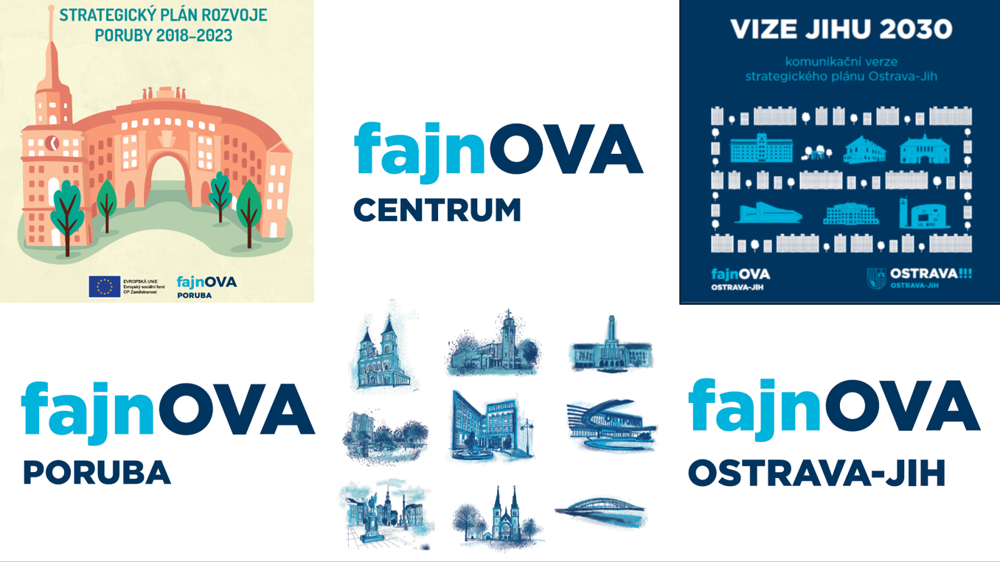 STRATEGICKÝ PLÁN ROZVOJE
PORUBY 2018–2023
EVROPSKÁ UNIE
Evropský sociální fond
OP Zaměstnanost
fajnOVA
PORUBA
fajnOVA
CENTRUM
VIZE JIHU 2030
komunikační verze
strategického plánu Ostrava-Jih
fajnOVA
OSTRAVA-JIH
OSTRAVA!!!
OSTRAVA-JIH
fajnOVA
PORUBA
fajnOVA
OSTRAVA-JIH